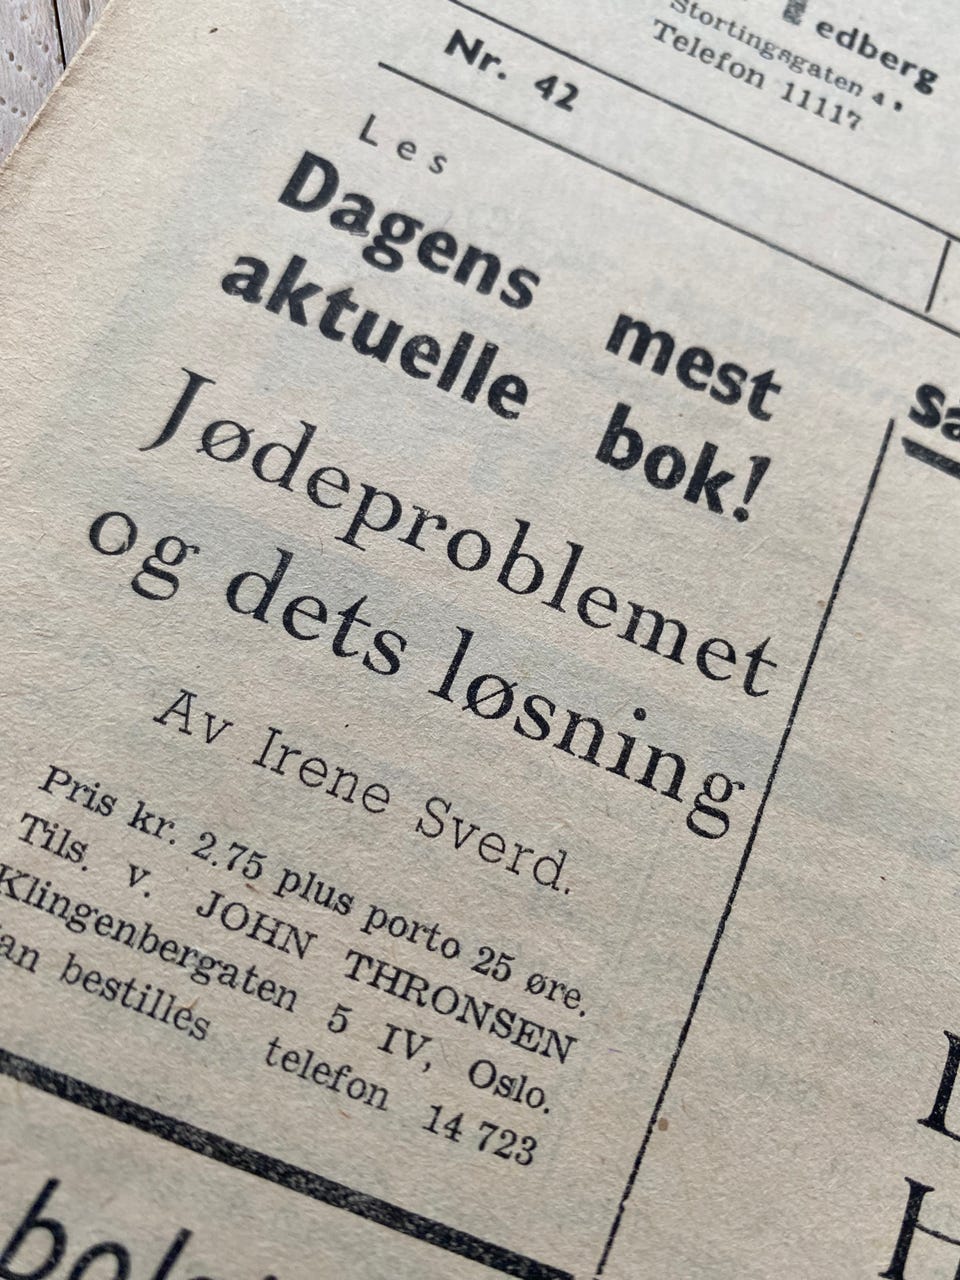 edberg
Stortingsgaten 4
Telefon 11117
Nr. 42
Les
Dagens mest
aktuelle bok!
Jødeproblemet
og dets løsning
Av Irene Sverd.
Pris kr. 2.75 plus porto 25 øre.
Tils. v. JOHN THRONSEN
Klingenbergaten 5 IV, Oslo.
an bestilles telefon 14 723
sa
H